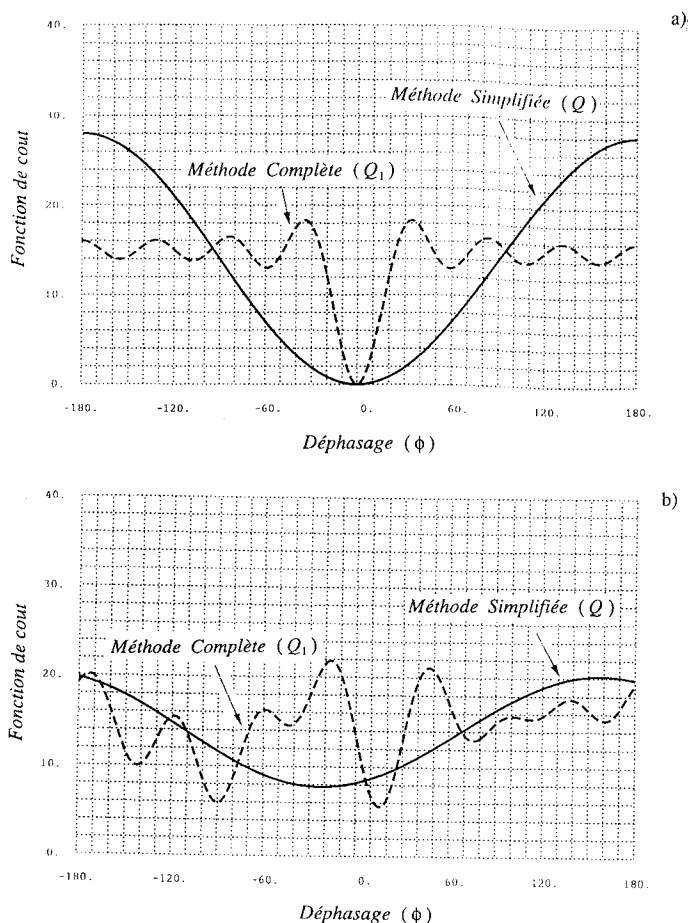 a)
40.
30.
20.
10.
0.
Fonction de cout
Méthode Simplifiée (Q)
Méthode Complète (Q₁)
-180. -120. -60. 0. 60. 120. 180.
Déphasage (ϕ)
b)
40.
30.
20.
10.
0.
Fonction de cout
Méthode Simplifiée (Q)
Méthode Complète (Q₁)
-180. -120. -60. 0. 60. 120. 180.
Déphasage (ϕ)